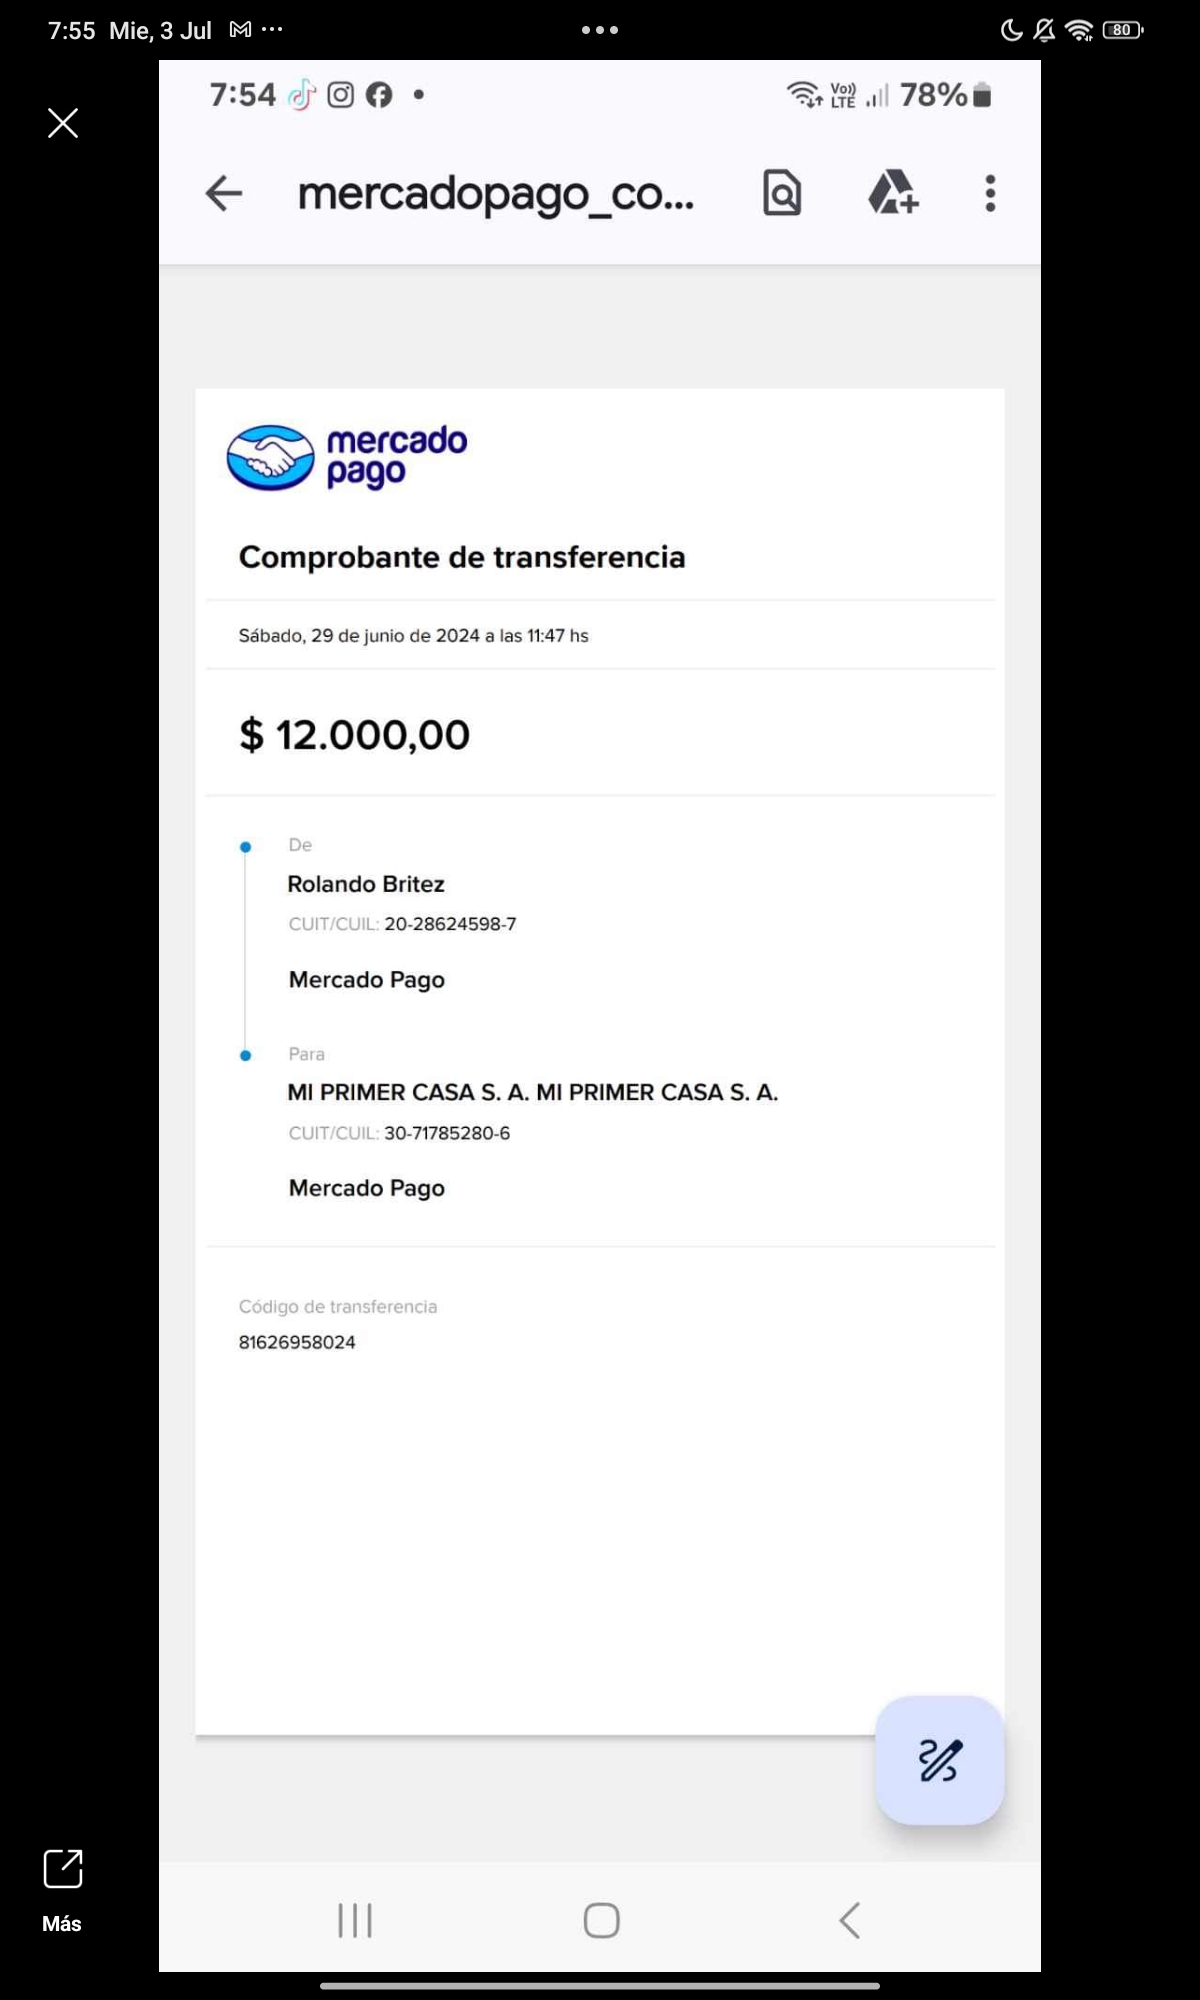 7:55 Mie, 3 Jul
80
7:54
Vo)) LTE 78%
mercadopago_co...
mercado
pago
Comprobante de transferencia
Sábado, 29 de junio de 2024 a las 11:47 hs
$ 12.000,00
De
Rolando Britez
CUIT/CUIL: 20-28624598-7
Mercado Pago
Para
MI PRIMER CASA S. A. MI PRIMER CASA S. A.
CUIT/CUIL: 30-71785280-6
Mercado Pago
Código de transferencia
81626958024
Más